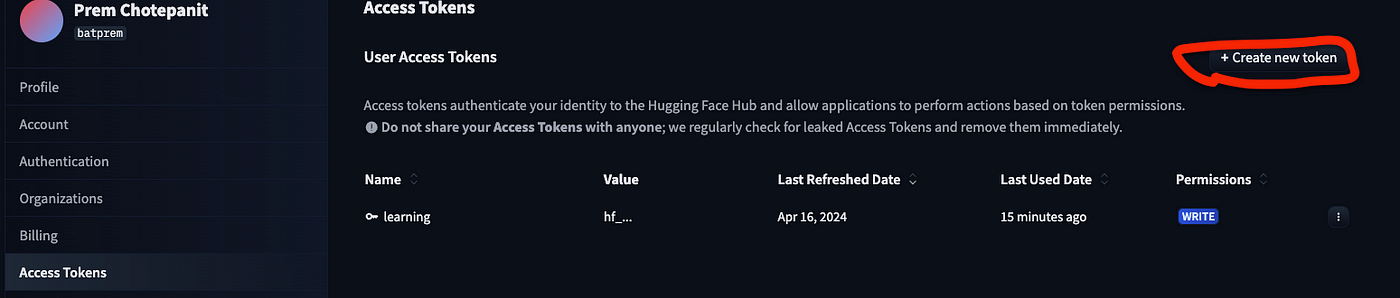 Prem Chotepanit
batprem
Profile
Account
Authentication
Organizations
Billing
Access Tokens
Access Tokens
User Access Tokens
+ Create new token
Access tokens authenticate your identity to the Hugging Face Hub and allow applications to perform actions based on token permissions.
Do not share your Access Tokens with anyone; we regularly check for leaked Access Tokens and remove them immediately.
Name Value Last Refreshed Date Last Used Date Permissions
learning hf_... Apr 16, 2024 15 minutes ago WRITE